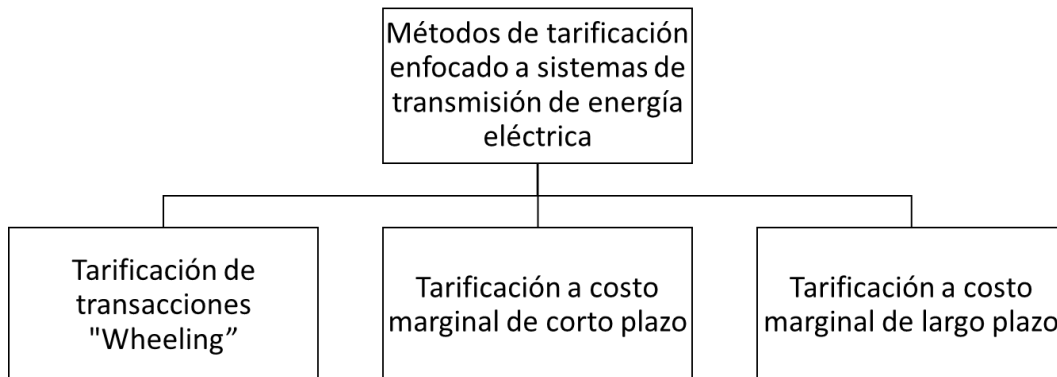 Métodos de tarificación
enfocado a sistemas de
transmisión de energía
eléctrica
Tarificación de
transacciones
"Wheeling”
Tarificación a costo
marginal de corto plazo
Tarificación a costo
marginal de largo plazo